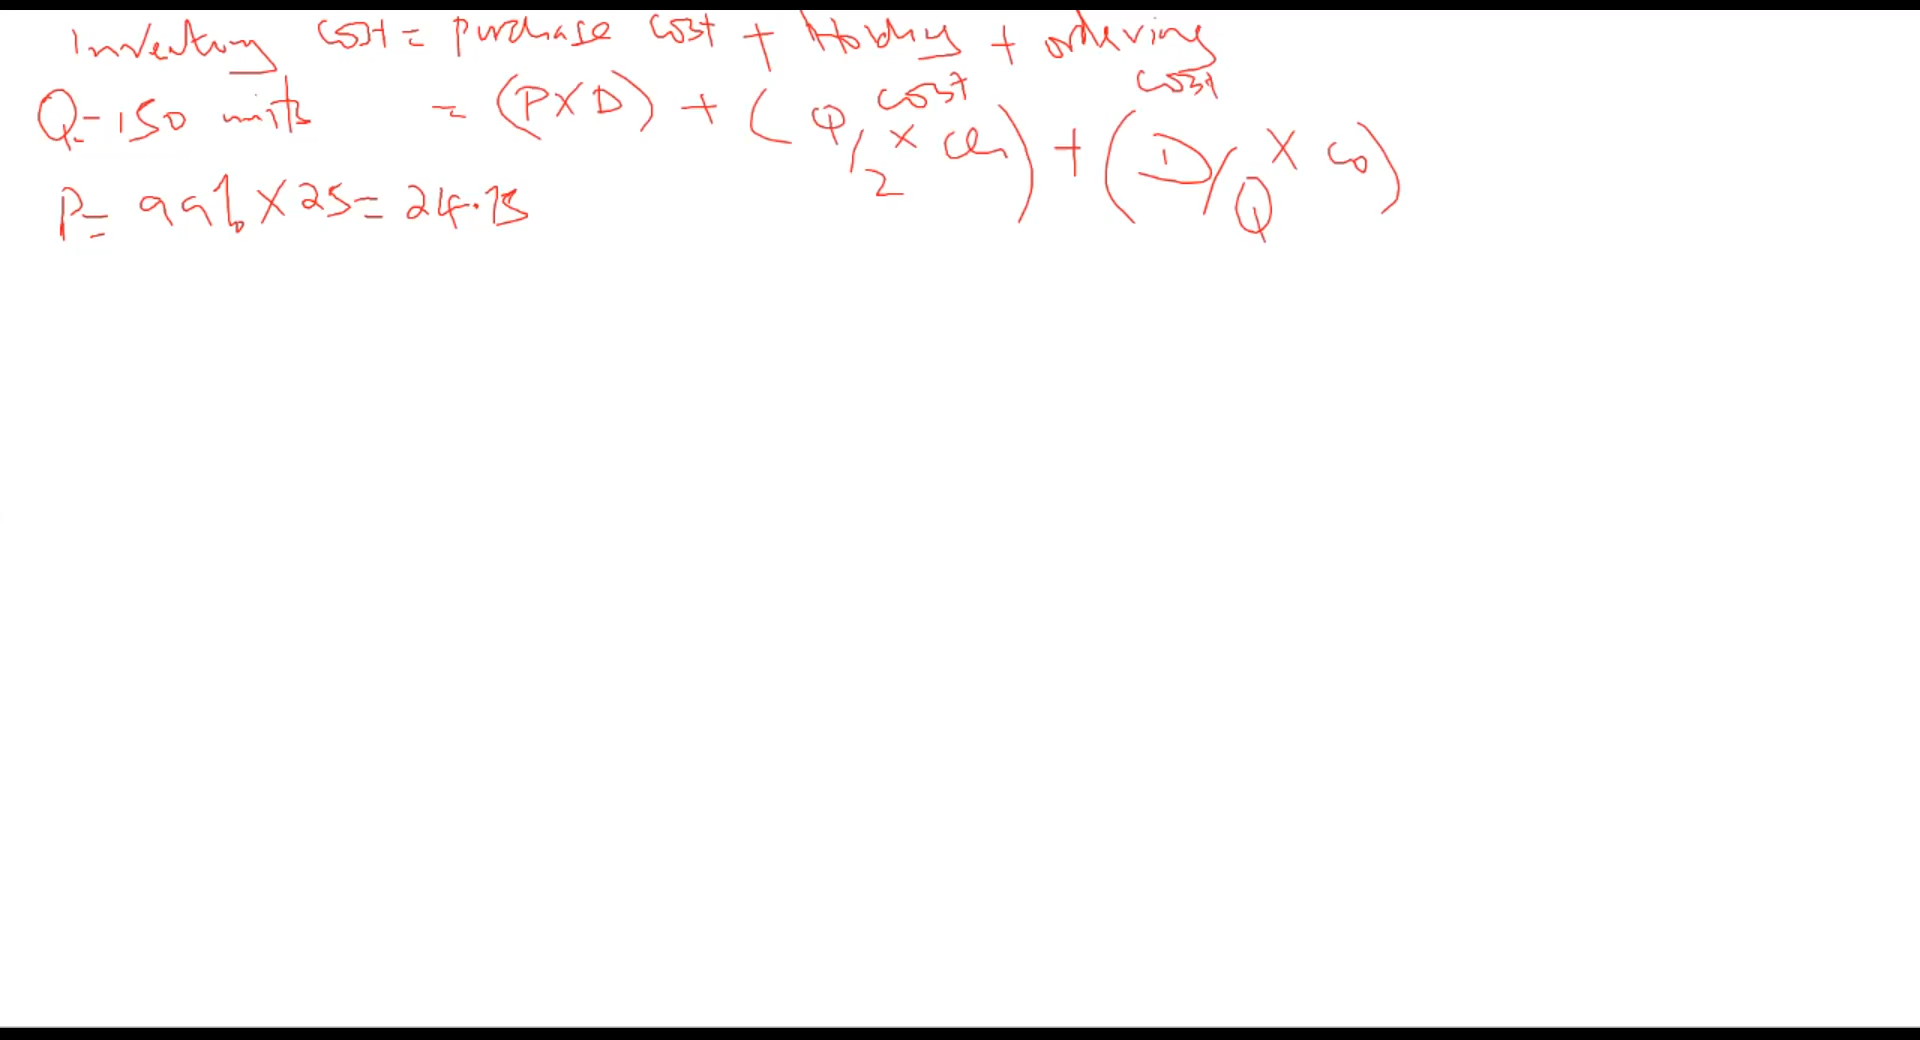 Inventory cost = purchase cost + Holding cost + ordering cost
Q = 150 units = (P X D) + (Q/2 X Ch) + (D/Q X Co)
P = 99% X 25 = 24.75